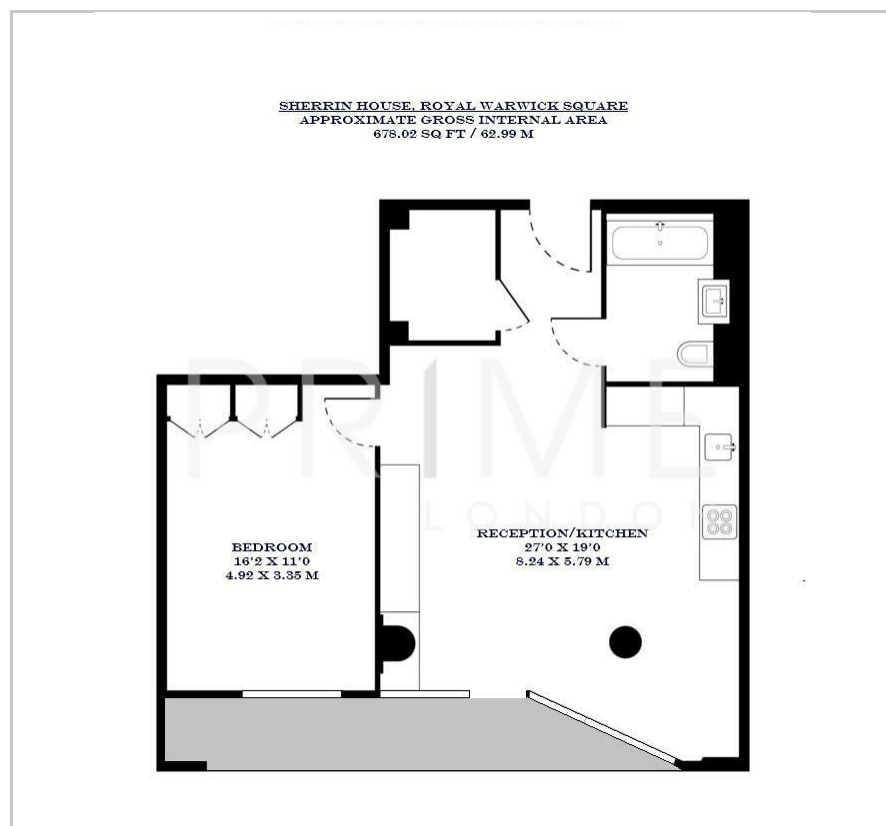 SHERRIN HOUSE, ROYAL WARWICK SQUARE
APPROXIMATE GROSS INTERNAL AREA
678.02 SQ FT / 62.99 M
PRIME
LONDON
RECEPTION/KITCHEN
27'0 X 19'0
8.24 X 5.79 M
BEDROOM
16'2 X 11'0
4.92 X 3.35 M